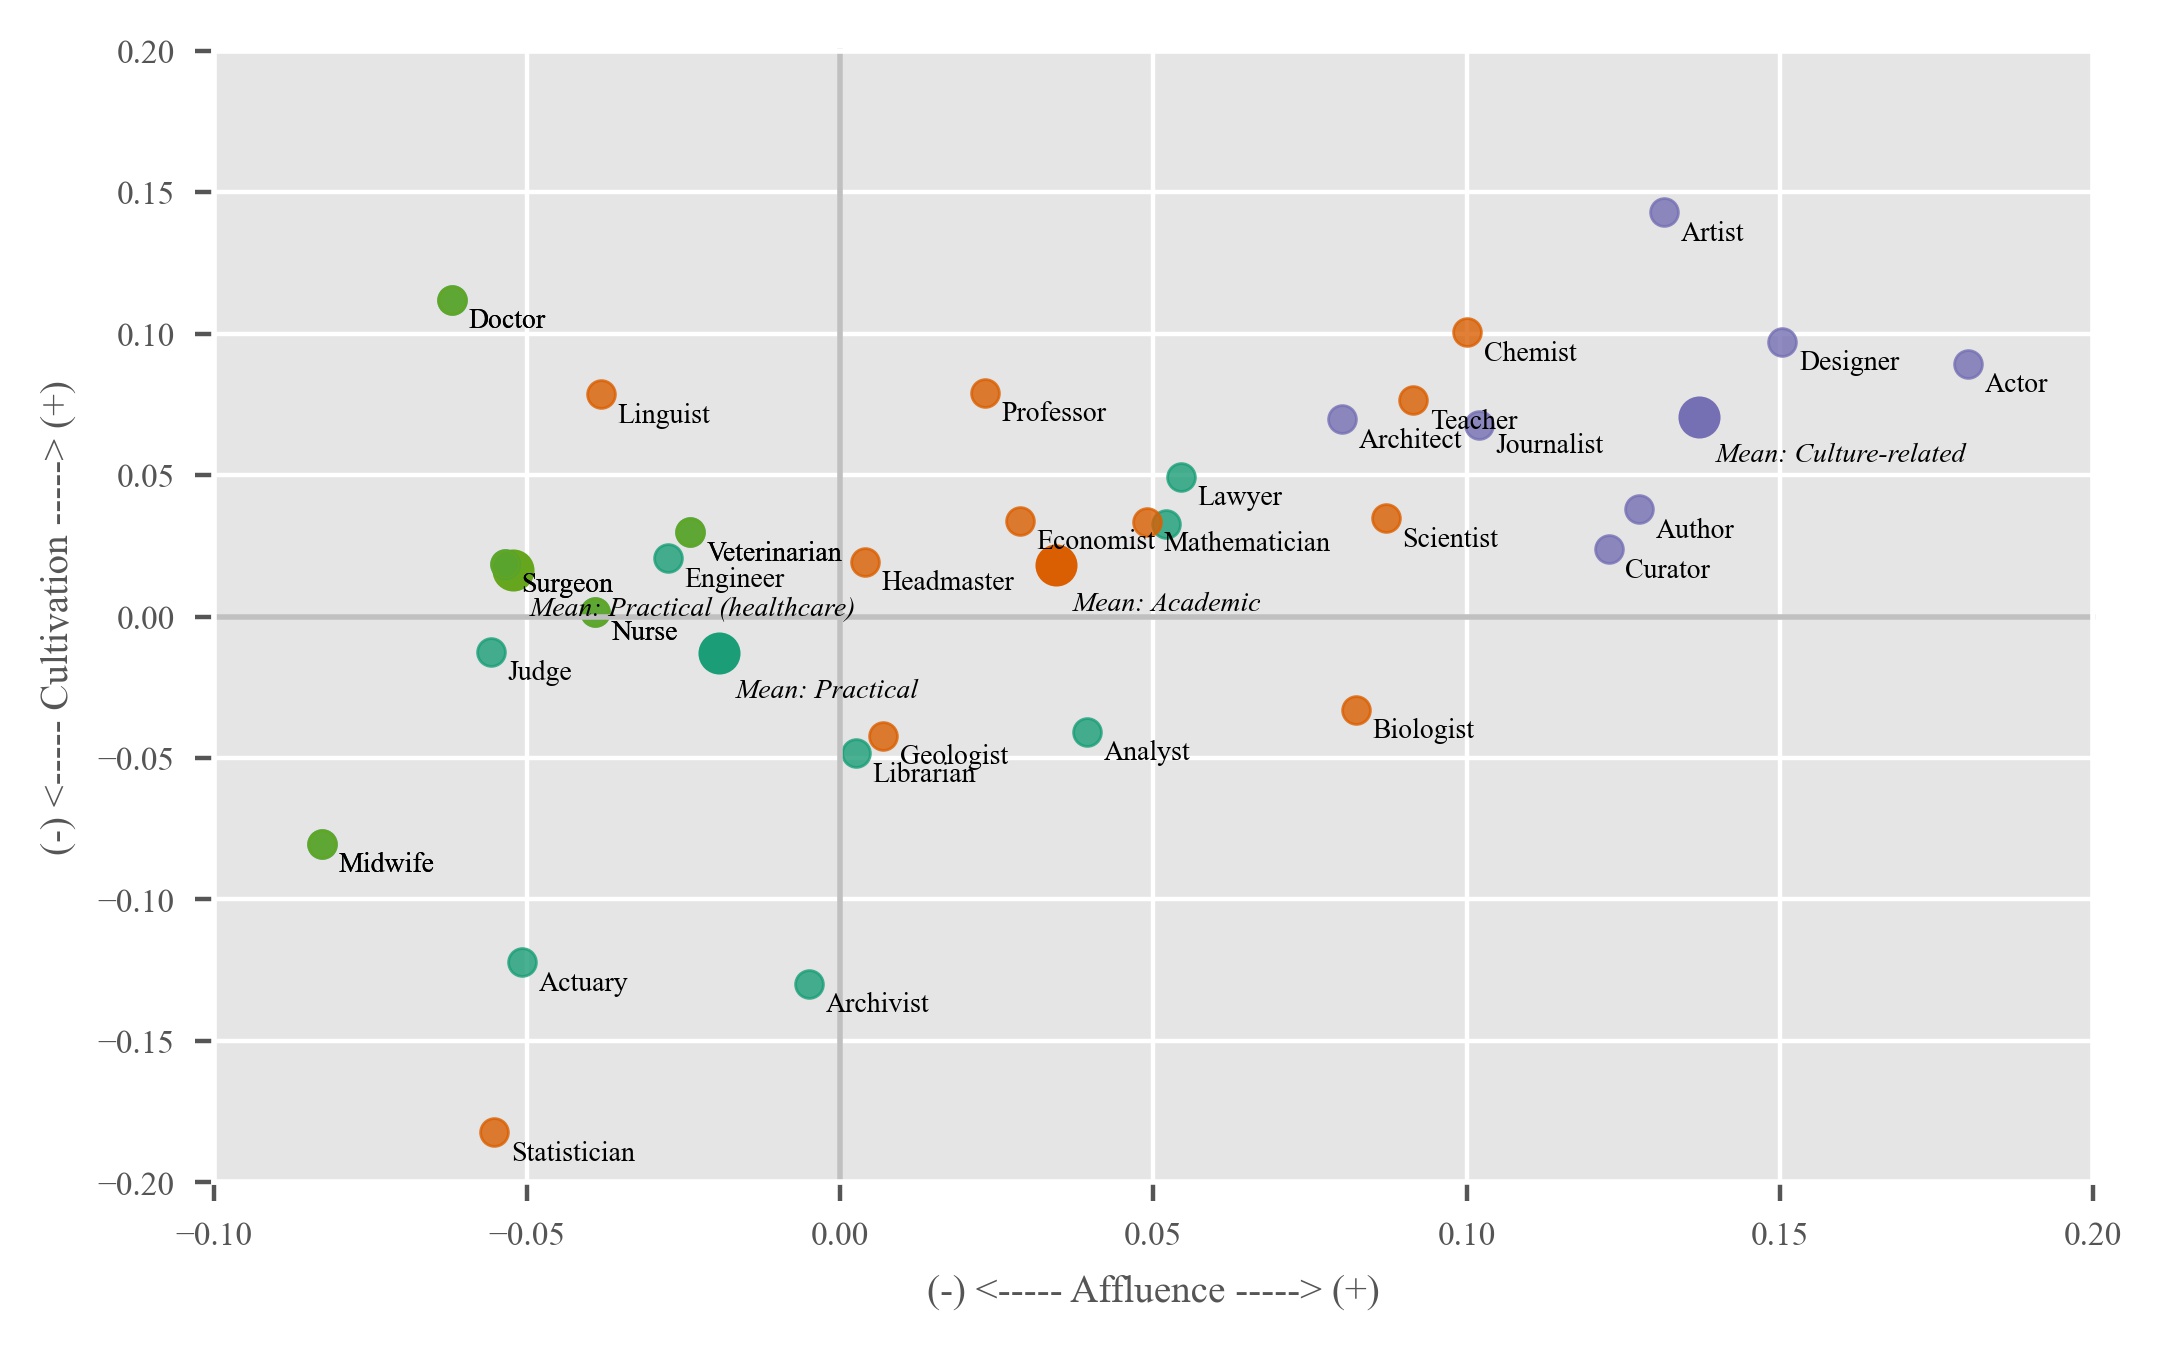 0.20
0.15
Artist
Doctor
0.10
Chemist
Designer
Actor
Linguist
Professor
Teacher
Architect
Journalist
Mean: Culture-related
0.05
Lawyer
Author
Economist
Mathematician
Scientist
Veterinarian
Curator
Engineer
Headmaster
Surgeon
Mean: Practical (healthcare)
Mean: Academic
0.00
Nurse
Judge
Mean: Practical
Biologist
Analyst
Geologist
−0.05
Librarian
Midwife
−0.10
Actuary
Archivist
−0.15
Statistician
−0.20
−0.10
−0.05
0.00
0.05
0.10
0.15
0.20
(-) <----- Affluence -----> (+)
(-) <------ Cultivation -----> (+)